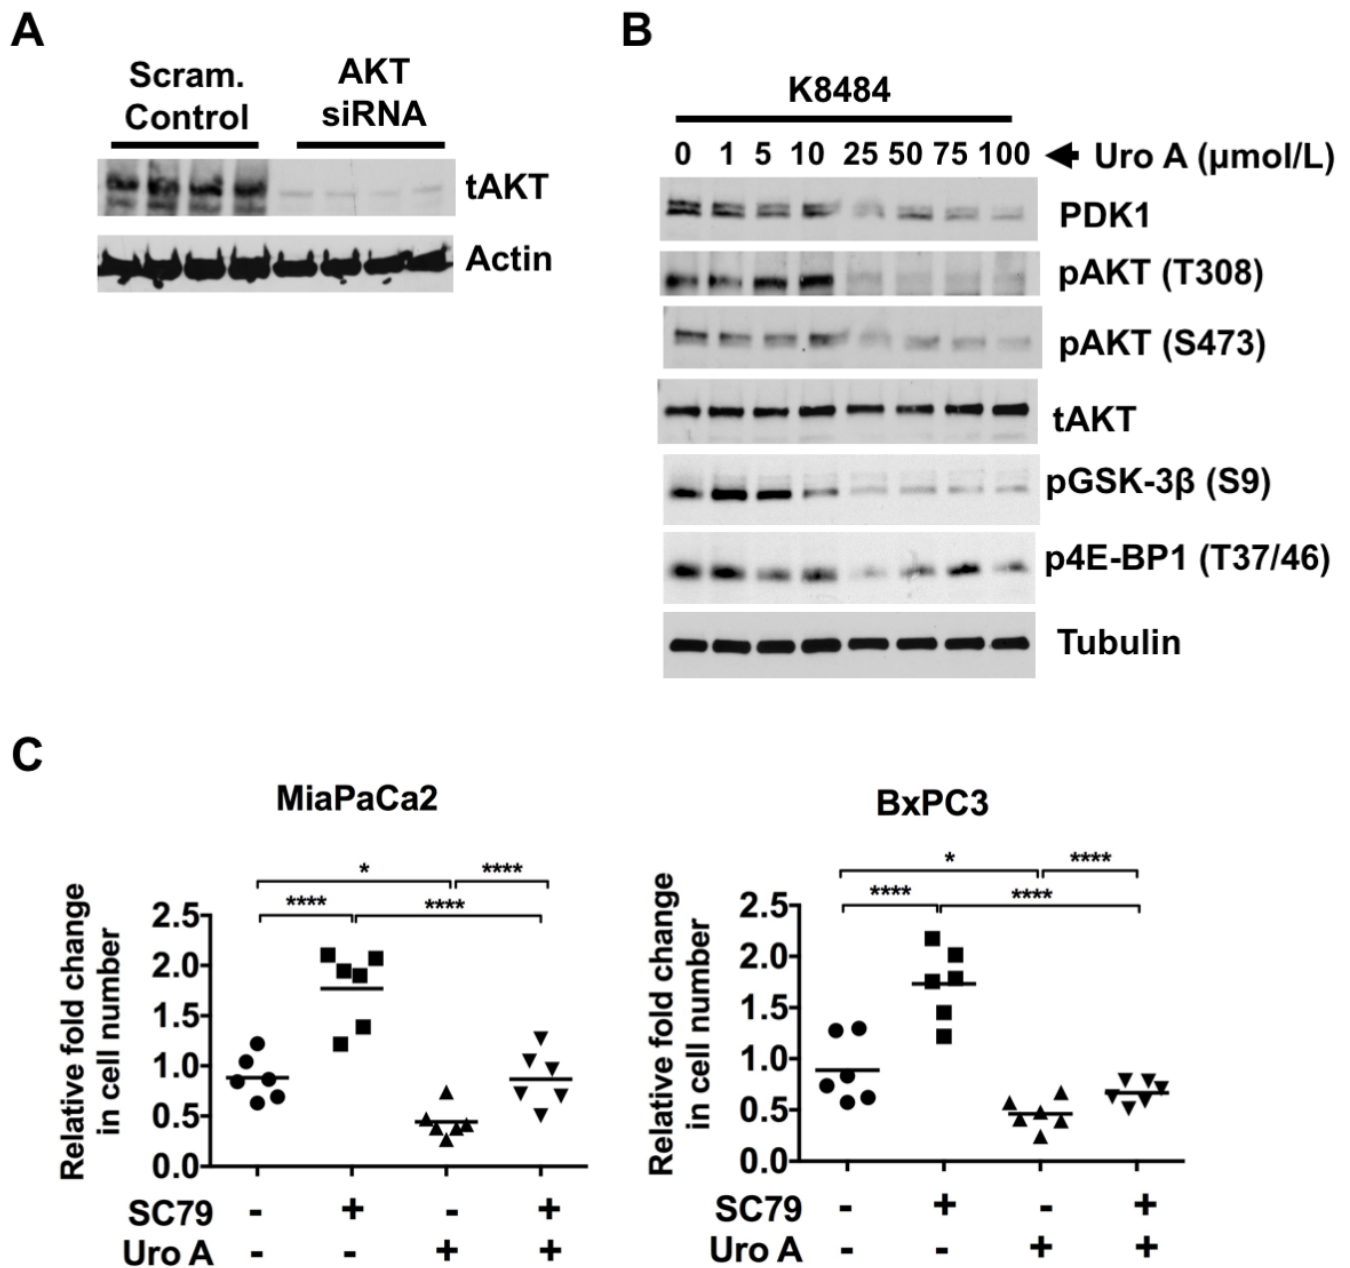 A
Scram.
Control
AKT
siRNA
tAKT
Actin
B
K8484
0 1 5 10 25 50 75 100 Uro A (µmol/L)
PDK1
pAKT (T308)
pAKT (S473)
tAKT
pGSK-3β (S9)
p4E-BP1 (T37/46)
Tubulin
C
MiaPaCa2
* ****
**** ****
Relative fold change
in cell number
2.5
2.0
1.5
1.0
0.5
0.0
SC79 - + - +
Uro A - - + +
BxPC3
* ****
**** ****
Relative fold change
in cell number
2.5
2.0
1.5
1.0
0.5
0.0
SC79 - + - +
Uro A - - + +